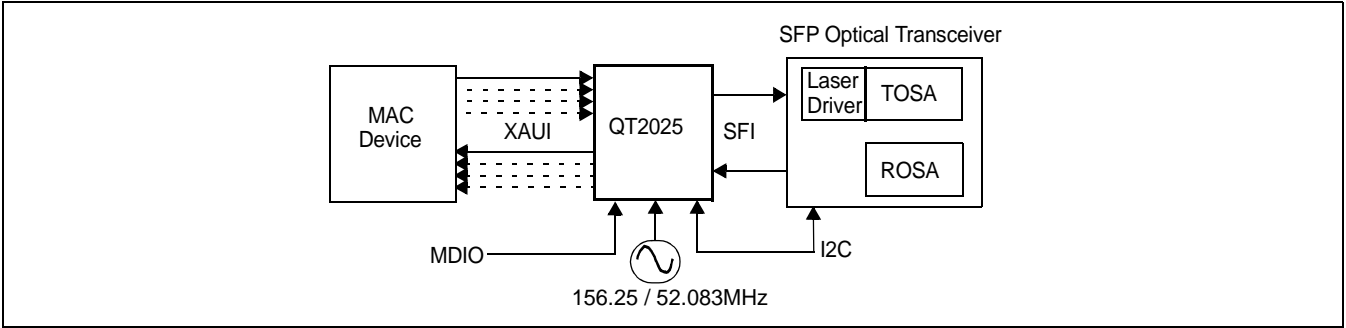 SFP Optical Transceiver
MAC
Device
XAUI
QT2025
SFI
Laser
Driver
TOSA
ROSA
MDIO
I2C
156.25 / 52.083MHz